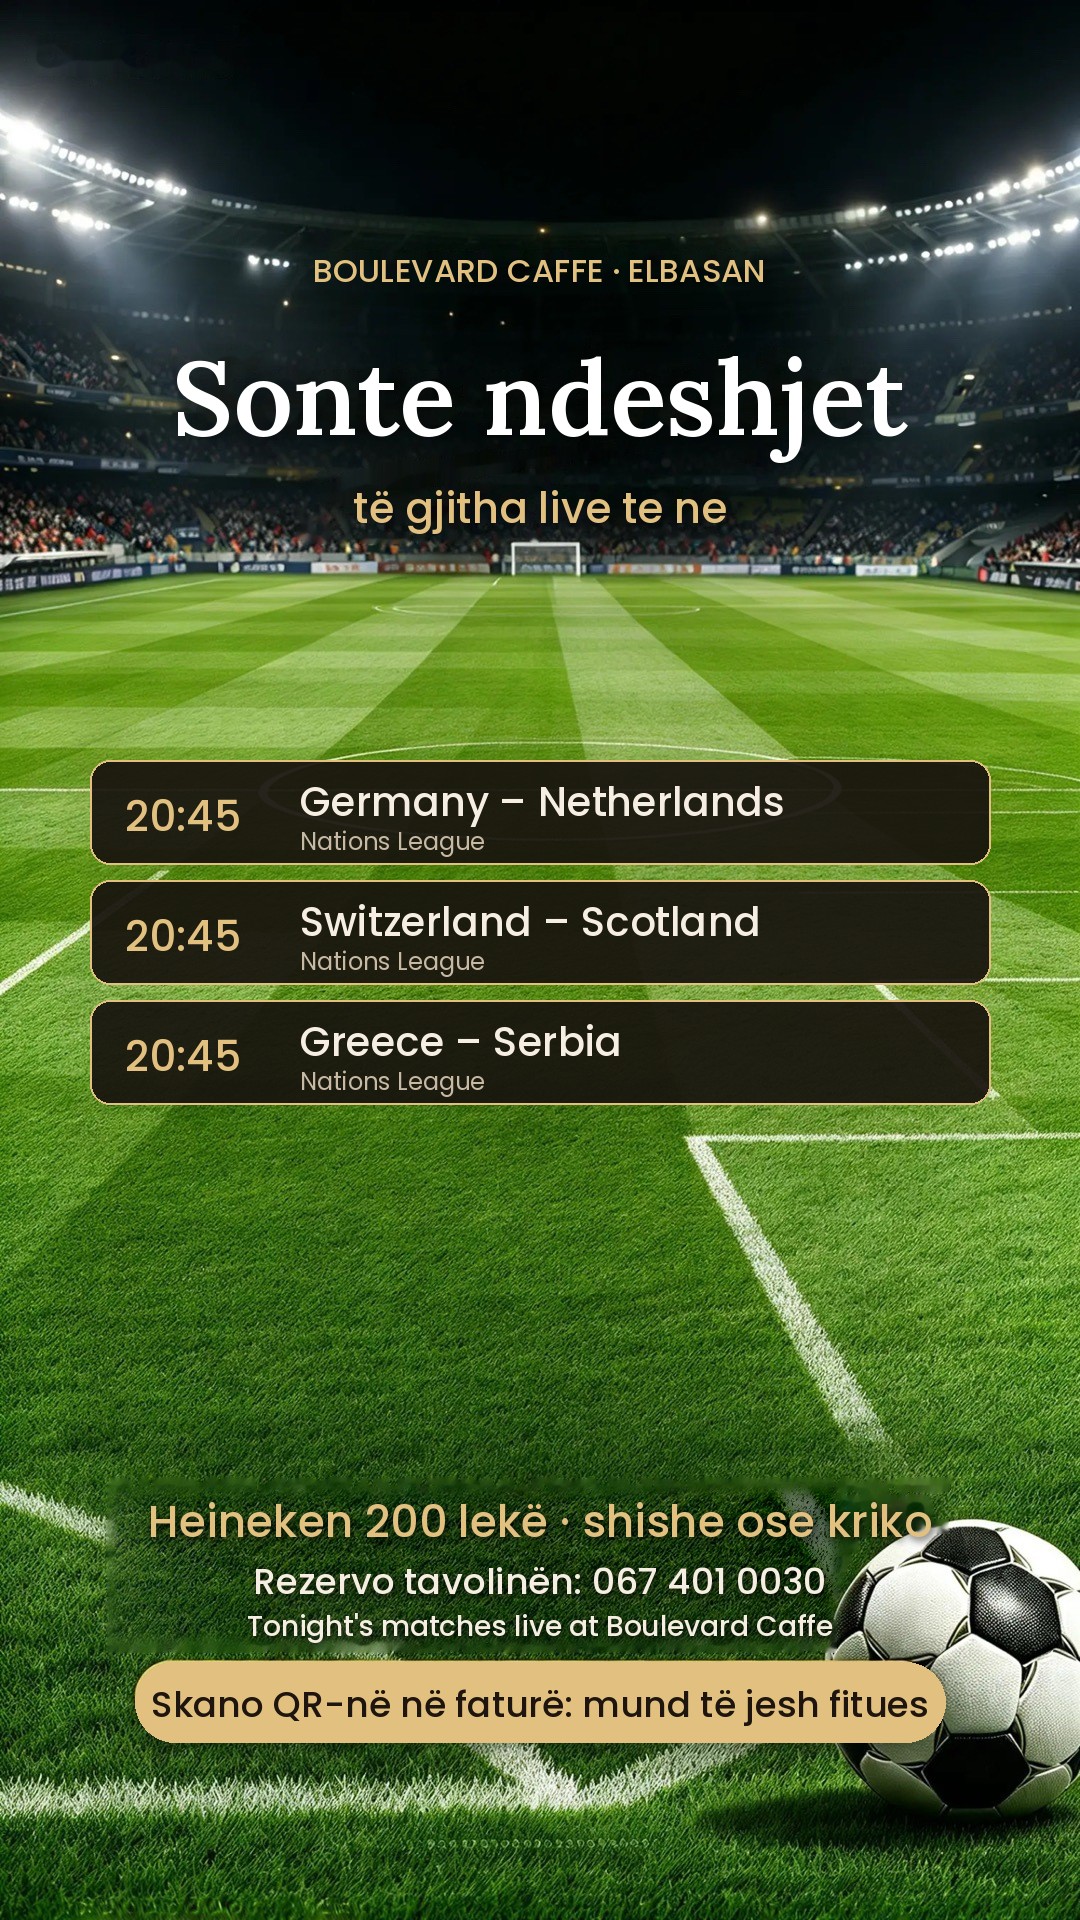 BOULEVARD CAFFE · ELBASAN
Sonte ndeshjet
të gjitha live te ne
20:45
Germany – Netherlands
Nations League
20:45
Switzerland – Scotland
Nations League
20:45
Greece – Serbia
Nations League
Heineken 200 lekë · shishe ose kriko
Rezervo tavolinën: 067 401 0030
Tonight's matches live at Boulevard Caffe
Skano QR-në në faturë: mund të jesh fitues